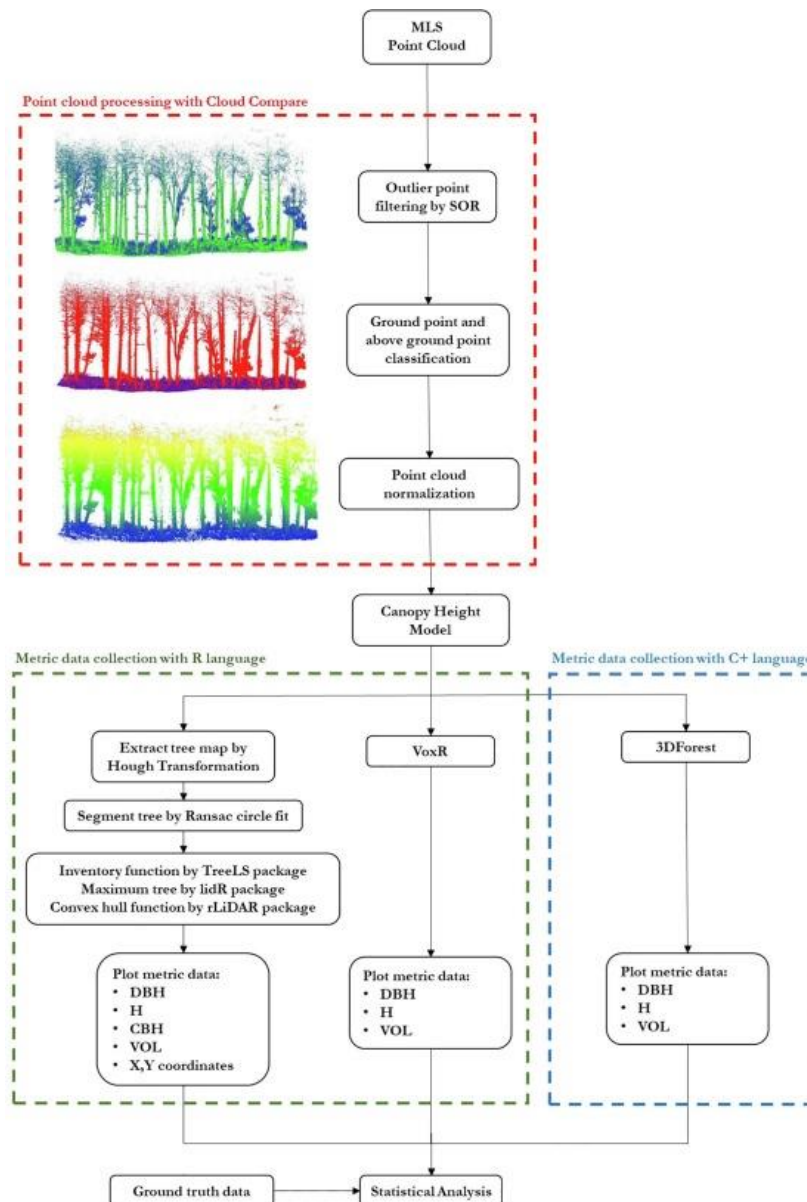 MLS
Point Cloud
Point cloud processing with Cloud Compare
Outlier point
filtering by SOR
Ground point and
above ground point
classification
Point cloud
normalization
Canopy Height
Model
Metric data collection with R language
Metric data collection with C+ language
Extract tree map by
Hough Transformation
VoxR
3DForest
Segment tree by Ransac circle fit
Inventory function by TreeLS package
Maximum tree by lidR package
Convex hull function by rLiDAR package
Plot metric data:
• DBH
• H
• CBH
• VOL
• X,Y coordinates
Plot metric data:
• DBH
• H
• VOL
Plot metric data:
• DBH
• H
• VOL
Ground truth data
Statistical Analysis